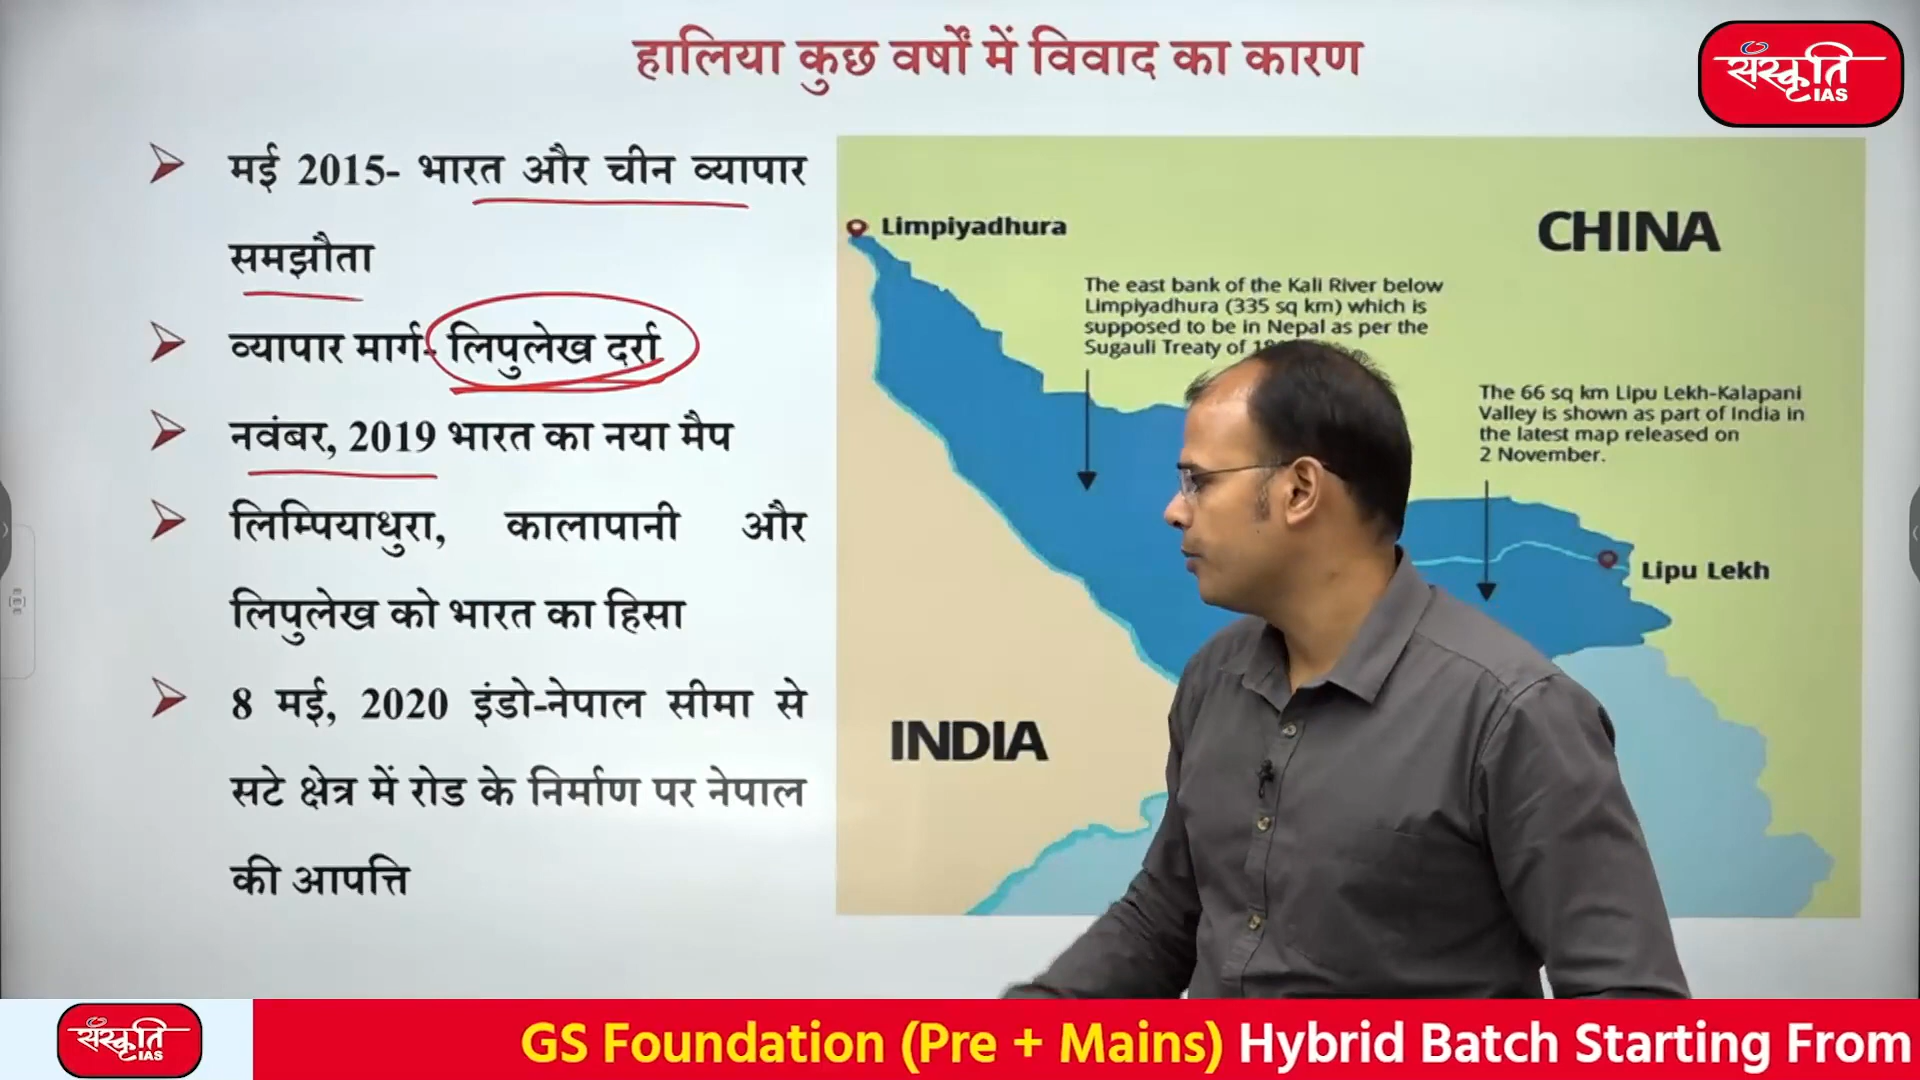 हालिया कुछ वर्षों में विवाद का कारण
संस्कृति
IAS
मई 2015- भारत और चीन व्यापार
समझौता
व्यापार मार्ग- लिपुलेख दर्रा
नवंबर, 2019 भारत का नया मैप
लिम्पियाधुरा, कालापानी और
लिपुलेख को भारत का हिसा
8 मई, 2020 इंडो-नेपाल सीमा से
सटे क्षेत्र में रोड के निर्माण पर नेपाल
की आपत्ति
Limpiyadhura
CHINA
The east bank of the Kali River below
Limpiyadhura (335 sq km) which is
supposed to be in Nepal as per the
Sugauli Treaty of
The 66 sq km Lipu Lekh-Kalapani
Valley is shown as part of India in
the latest map released on
2 November.
Lipu Lekh
INDIA
संस्कृति
IAS
GS Foundation (Pre + Mains) Hybrid Batch Starting From